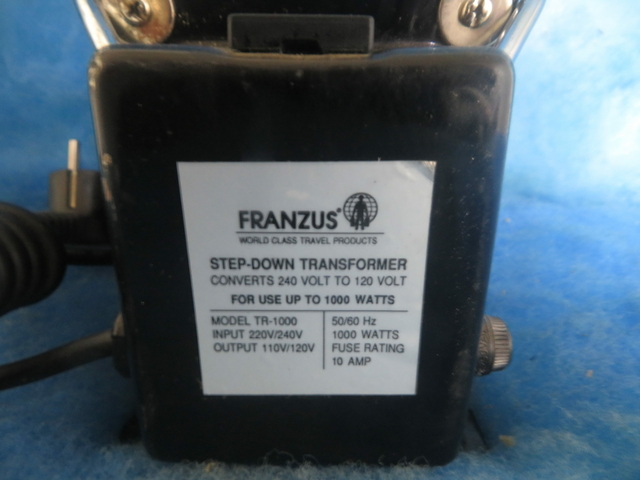 FRANZUS
WORLD CLASS TRAVEL PRODUCTS
STEP-DOWN TRANSFORMER
CONVERTS 240 VOLT TO 120 VOLT
FOR USE UP TO 1000 WATTS
MODEL TR-1000
INPUT 220V/240V
OUTPUT 110V/120V
50/60 Hz
1000 WATTS
FUSE RATING
10 AMP